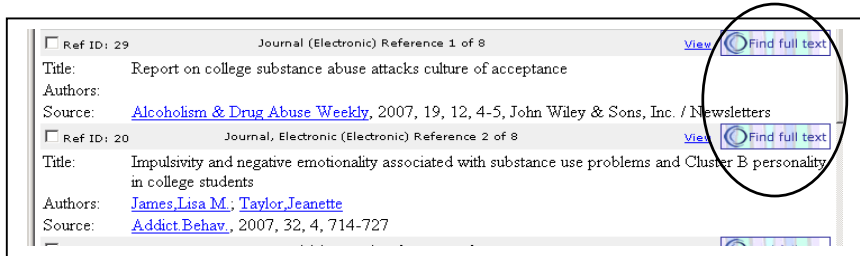 Ref ID: 29 Journal (Electronic) Reference 1 of 8 View Find full text
Title: Report on college substance abuse attacks culture of acceptance
Authors:
Source: Alcoholism & Drug Abuse Weekly, 2007, 19, 12, 4-5, John Wiley & Sons, Inc. / Newsletters
Ref ID: 20 Journal, Electronic (Electronic) Reference 2 of 8 View Find full text
Title: Impulsivity and negative emotionality associated with substance use problems and Cluster B personality
in college students
Authors: James,Lisa M.; Taylor,Jeanette
Source: Addict.Behav., 2007, 32, 4, 714-727